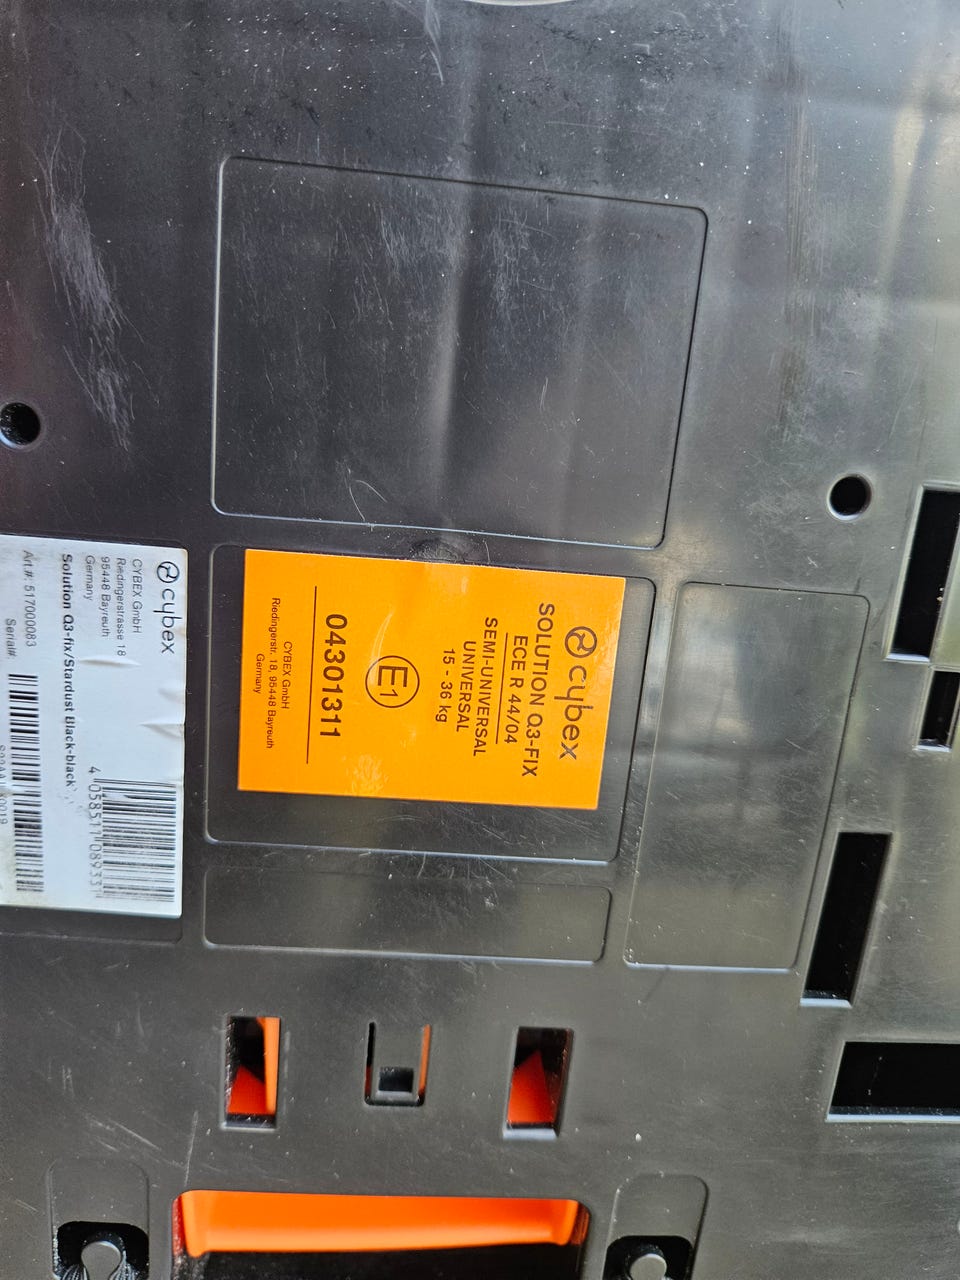 cybex
CYBEX GmbH
Riedingerstrasse 18
95448 Bayreuth
Germany
Solution Q3-fix/Stardust Black-black
Art.#: 517000083
Serial#:
cybex
SOLUTION Q3-FIX
ECE R 44/04
SEMI-UNIVERSAL
UNIVERSAL
15 - 36 kg
E1
04301311
CYBEX GmbH
Riedingerstr. 18, 95448 Bayreuth
Germany